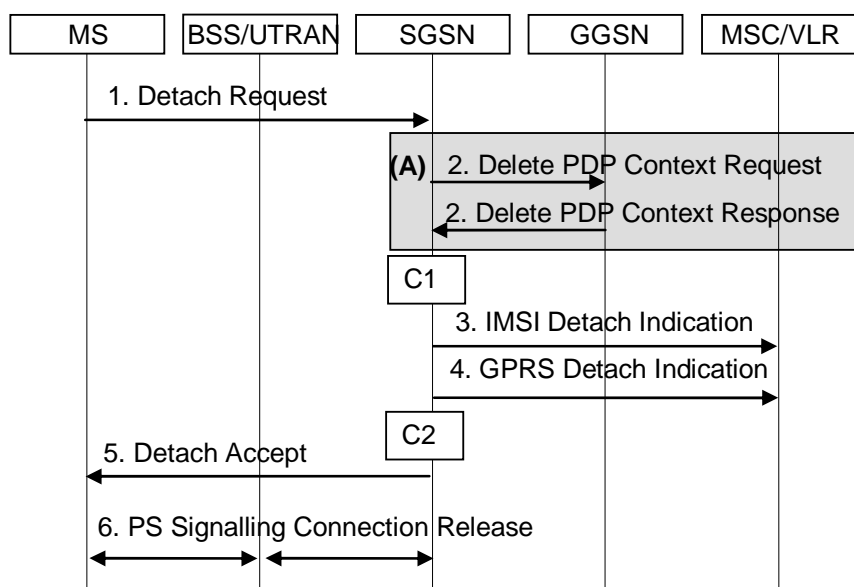 MS
BSS/UTRAN
SGSN
GGSN
MSC/VLR
1. Detach Request
(A)
2. Delete PDP Context Request
2. Delete PDP Context Response
C1
3. IMSI Detach Indication
4. GPRS Detach Indication
C2
5. Detach Accept
6. PS Signalling Connection Release